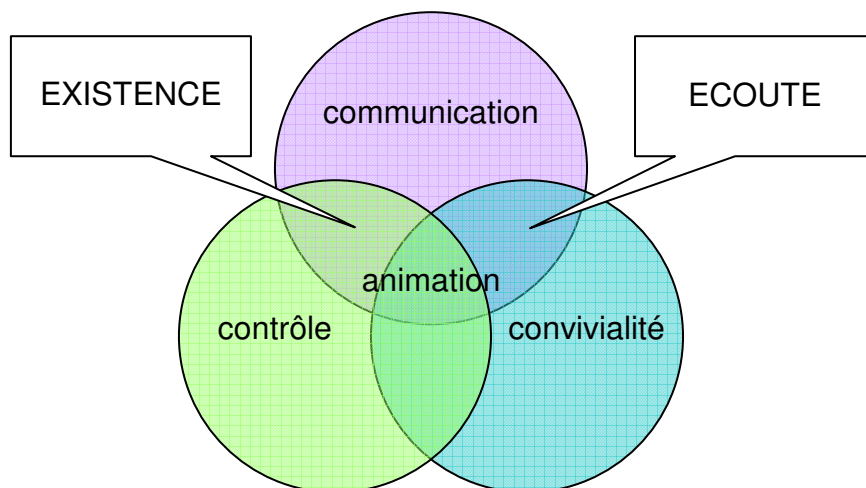 EXISTENCE
ECOUTE
communication
animation
contrôle
convivialité